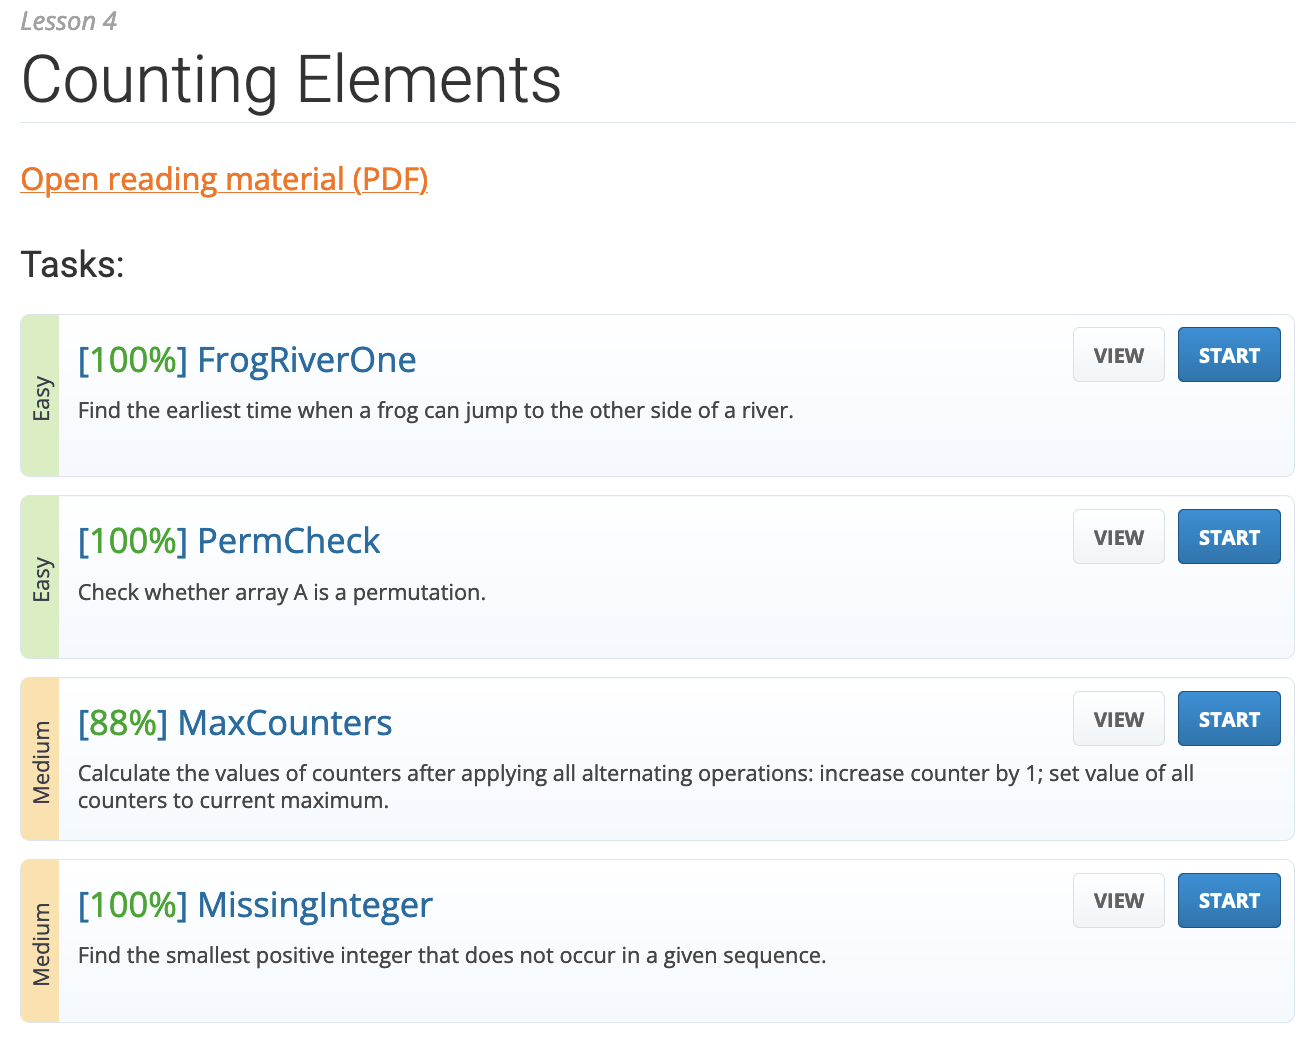 Lesson 4
Counting Elements
Open reading material (PDF)
Tasks:
Easy
[100%] FrogRiverOne
VIEW
START
Find the earliest time when a frog can jump to the other side of a river.
Easy
[100%] PermCheck
VIEW
START
Check whether array A is a permutation.
Medium
[88%] MaxCounters
VIEW
START
Calculate the values of counters after applying all alternating operations: increase counter by 1; set value of all
counters to current maximum.
Medium
[100%] MissingInteger
VIEW
START
Find the smallest positive integer that does not occur in a given sequence.